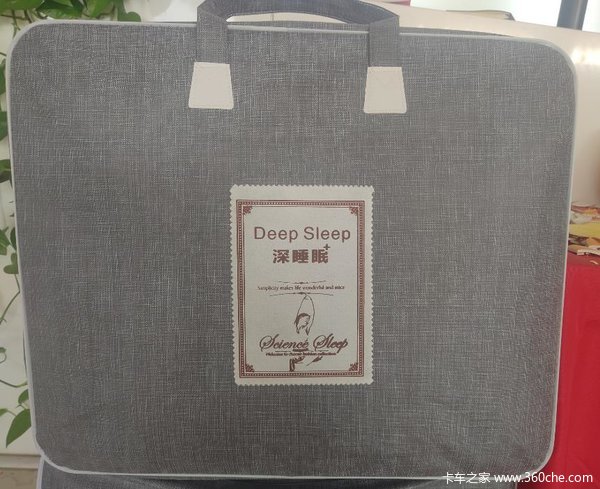 Deep Sleep
深睡眠+
Simplicity makes life wonderful and nice
Science Sleep
卡车之家 www.360che.com